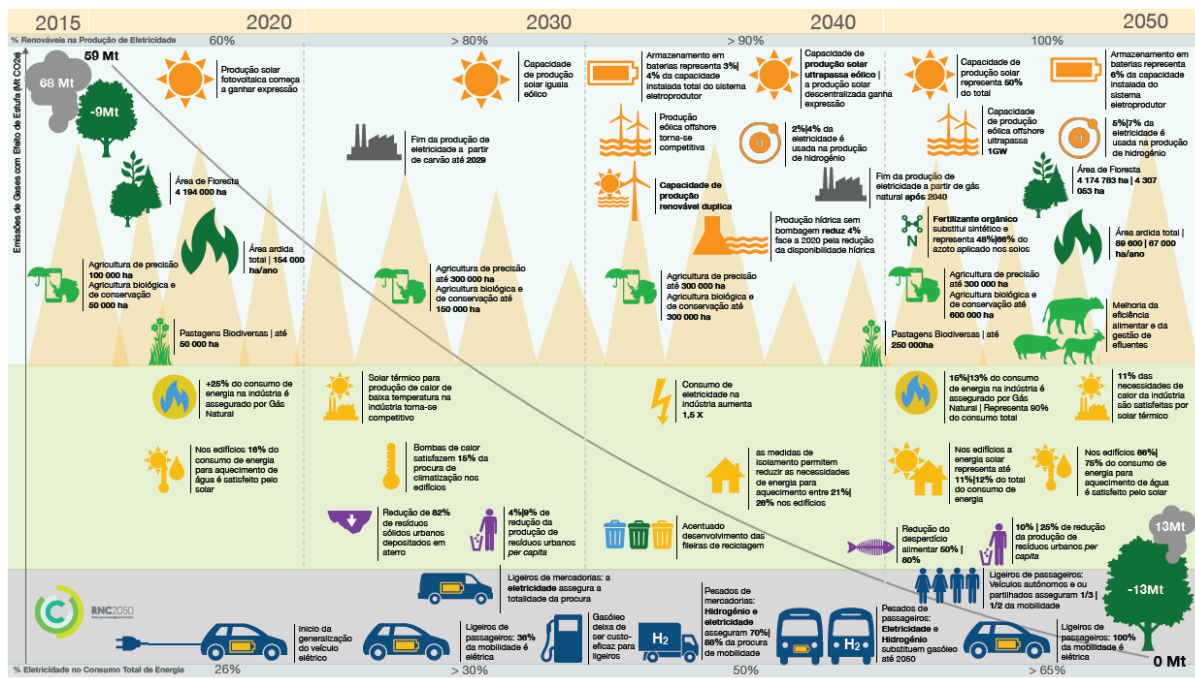 2015
2020
2030
2040
2050
% Renováveis na Produção de Eletricidade
60%
> 80%
> 90%
100%
Emissões de Gases com Efeito de Estufa (Mt CO2e)
59 Mt
68 Mt
-9Mt
Produção solar
fotovoltaica começa
a ganhar expressão
Capacidade
de produção
solar iguala
eólico
Armazenamento em
baterias representa 3%|
4% da capacidade
instalada total do sistema
eletroprodutor
Capacidade de
produção solar
ultrapassa eólico |
a produção solar
descentralizada ganha
expressão
Capacidade de
produção solar
representa 50%
do total
Armazenamento em
baterias representa
6% da capacidade
instalada do
sistema
eletroprodutor
Fim da produção de
eletricidade a partir
de carvão até 2029
Produção
eólica offshore
torna-se
competitiva
H
2%|4% da
eletricidade é
usada na produção
de hidrogénio
Capacidade
de produção
eólica offshore
ultrapassa
1GW
H
5%|7% da
eletricidade é
usada na produção
de hidrogénio
Área de Floresta
4 194 000 ha
Capacidade de
produção
renovável duplica
Fim da produção de
eletricidade a partir de gás
natural após 2040
Área de Floresta
4 174 783 ha | 4 307
053 ha
Área ardida
total | 154 000
ha/ano
Produção hídrica sem
bombagem reduz 4%
face a 2020 pela redução
da disponibilidade hídrica
N
Fertilizante orgânico
substitui sintético e
representa 48%|66% do
azoto aplicado nos solos
Área ardida total |
89 600 | 67 000
ha/ano
Agricultura de precisão
100 000 ha
Agricultura biológica e
de conservação
50 000 ha
Agricultura de precisão
até 300 000 ha
Agricultura biológica e
de conservação até
150 000 ha
Agricultura de precisão
até 300 000 ha
Agricultura biológica e
de conservação até
300 000 ha
Agricultura de precisão
até 300 000 ha
Agricultura biológica e
de conservação até
600 000 ha
Melhoria da
eficiência
alimentar e da
gestão de
efluentes
Pastagens Biodiversas | até
50 000 ha
Pastagens Biodiversas | até
250 000ha
+25% do consumo de
energia na indústria é
assegurado por Gás
Natural
Solar térmico para
produção de calor de
baixa temperatura na
indústria torna-se
competitivo
Consumo de
eletricidade na
indústria aumenta
1,5 X
15%|13% do consumo
de energia na indústria é
assegurado por Gás
Natural | Representa 90%
do consumo total
11% das
necessidades de
calor da indústria
são satisfeitas por
solar térmico
Nos edifícios 16% do
consumo de energia
para aquecimento de
água é satisfeito pelo
solar
Bombas de calor
satisfazem 15% da
procura de
climatização nos
edifícios
as medidas de
isolamento permitem
reduzir as necessidades
de energia para
aquecimento entre 21%|
26% nos edifícios
Nos edifícios a
energia solar
representa até
11%|12% do total
do consumo de
energia
Nos edifícios 66%|
75% do consumo de
energia para
aquecimento de água
é satisfeito pelo solar
Redução de 82%
de resíduos
sólidos urbanos
depositados em
aterro
4%|9% de
redução da
produção de
resíduos urbanos
per capita
Acentuado
desenvolvimento das
fileiras de reciclagem
Redução do
desperdício
alimentar 50% |
80%
10% | 25% de redução
da produção de
resíduos urbanos per
capita
13Mt
-13Mt
0 Mt
RNC2050
Ligeiros de mercadorias: a
eletricidade assegura a
totalidade da procura
Início da
generalização
do veículo
elétrico
Ligeiros de
passageiros: 36%
da mobilidade é
elétrica
Gasóleo
deixa de
ser custo-
eficaz para
ligeiros
H2
Pesados de
mercadorias:
Hidrogénio e
eletricidade
asseguram 70%|
88% da procura
de mobilidade
H2
Pesados de
passageiros:
Eletricidade e
Hidrogénio
substituem gasóleo
até 2050
Ligeiros de passageiros:
Veículos autónomos e ou
partilhados asseguram 1/3 |
1/2 da mobilidade
Ligeiros de
passageiros: 100%
da mobilidade é
elétrica
% Eletricidade no Consumo Total de Energia
26%
> 30%
50%
> 65%